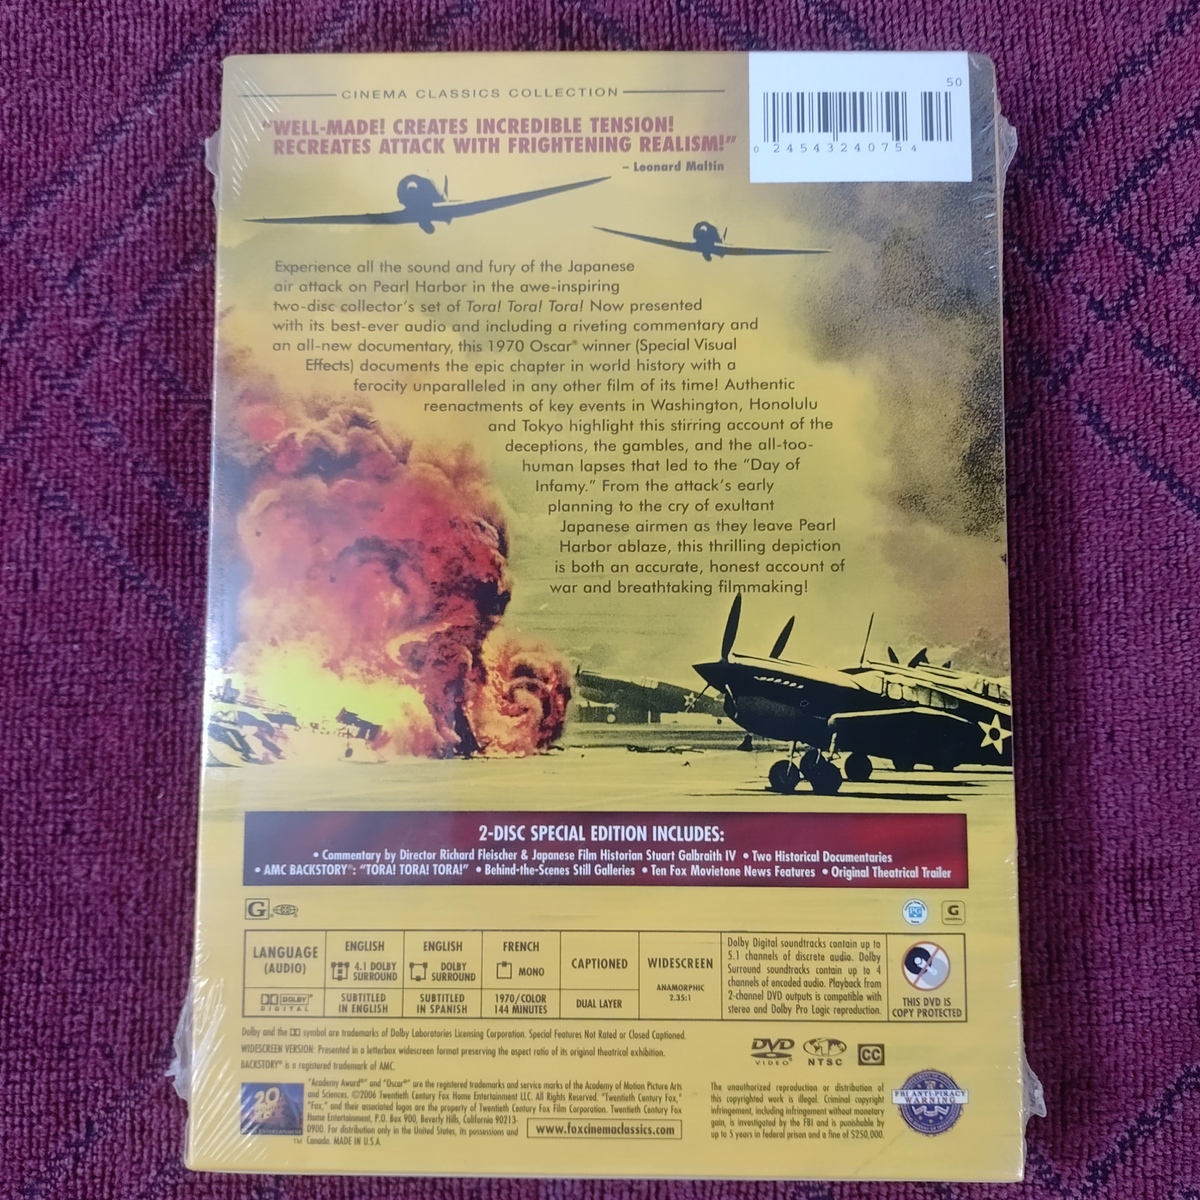 CINEMA CLASSICS COLLECTION
50
0 24543 24075 4
"WELL-MADE! CREATES INCREDIBLE TENSION!
RECREATES ATTACK WITH FRIGHTENING REALISM!"
– Leonard Maltin
Experience all the sound and fury of the Japanese
air attack on Pearl Harbor in the awe-inspiring
two-disc collector's set of Tora! Tora! Tora! Now presented
with its best-ever audio and including a riveting commentary and
an all-new documentary, this 1970 Oscar® winner (Special Visual
Effects) documents the epic chapter in world history with a
ferocity unparalleled in any other film of its time! Authentic
reenactments of key events in Washington, Honolulu
and Tokyo highlight this stirring account of the
deceptions, the gambles, and the all-too-
human lapses that led to the "Day of
Infamy." From the attack's early
planning to the cry of exultant
Japanese airmen as they leave Pearl
Harbor ablaze, this thrilling depiction
is both an accurate, honest account of
war and breathtaking filmmaking!
2-DISC SPECIAL EDITION INCLUDES:
• Commentary by Director Richard Fleischer & Japanese Film Historian Stuart Galbraith IV • Two Historical Documentaries
• AMC BACKSTORY®: "TORA! TORA! TORA!" • Behind-the-Scenes Still Galleries • Ten Fox Movietone News Features • Original Theatrical Trailer
G
PG
G
GENERAL
LANGUAGE
(AUDIO)
DOLBY
DIGITAL
ENGLISH
4.1 DOLBY
SURROUND
SUBTITLED
IN ENGLISH
ENGLISH
DOLBY
SURROUND
SUBTITLED
IN SPANISH
FRENCH
MONO
1970/COLOR
144 MINUTES
CAPTIONED
DUAL LAYER
WIDESCREEN
ANAMORPHIC
2.35:1
Dolby Digital soundtracks contain up to
5.1 channels of discrete audio. Dolby
Surround soundtracks contain up to 4
channels of encoded audio. Playback from
2-channel DVD outputs is compatible with
stereo and Dolby Pro Logic reproduction.
THIS DVD IS
COPY PROTECTED
Dolby and the DD symbol are trademarks of Dolby Laboratories Licensing Corporation. Special Features Not Rated or Closed Captioned.
WIDESCREEN VERSION: Presented in a letterbox widescreen format preserving the aspect ratio of its original theatrical exhibition.
BACKSTORY® is a registered trademark of AMC.
DVD
VIDEO
NTSC
CC
20
TM
"Academy Award®" and "Oscar®" are the registered trademarks and service marks of the Academy of Motion Picture Arts
and Sciences. ©2006 Twentieth Century Fox Home Entertainment LLC. All Rights Reserved. "Twentieth Century Fox,"
"Fox," and their associated logos are the property of Twentieth Century Fox Film Corporation. Twentieth Century Fox
Home Entertainment, P.O. Box 900, Beverly Hills, California 90213-
0900. For distribution only in the United States, its possessions and
Canada. MADE IN U.S.A.
www.foxcinemaclassics.com
The unauthorized reproduction or distribution of
this copyrighted work is illegal. Criminal copyright
infringement, including infringement without monetary
gain, is investigated by the FBI and is punishable by
up to 5 years in federal prison and a fine of $250,000.
FBI ANTI-PIRACY
WARNING